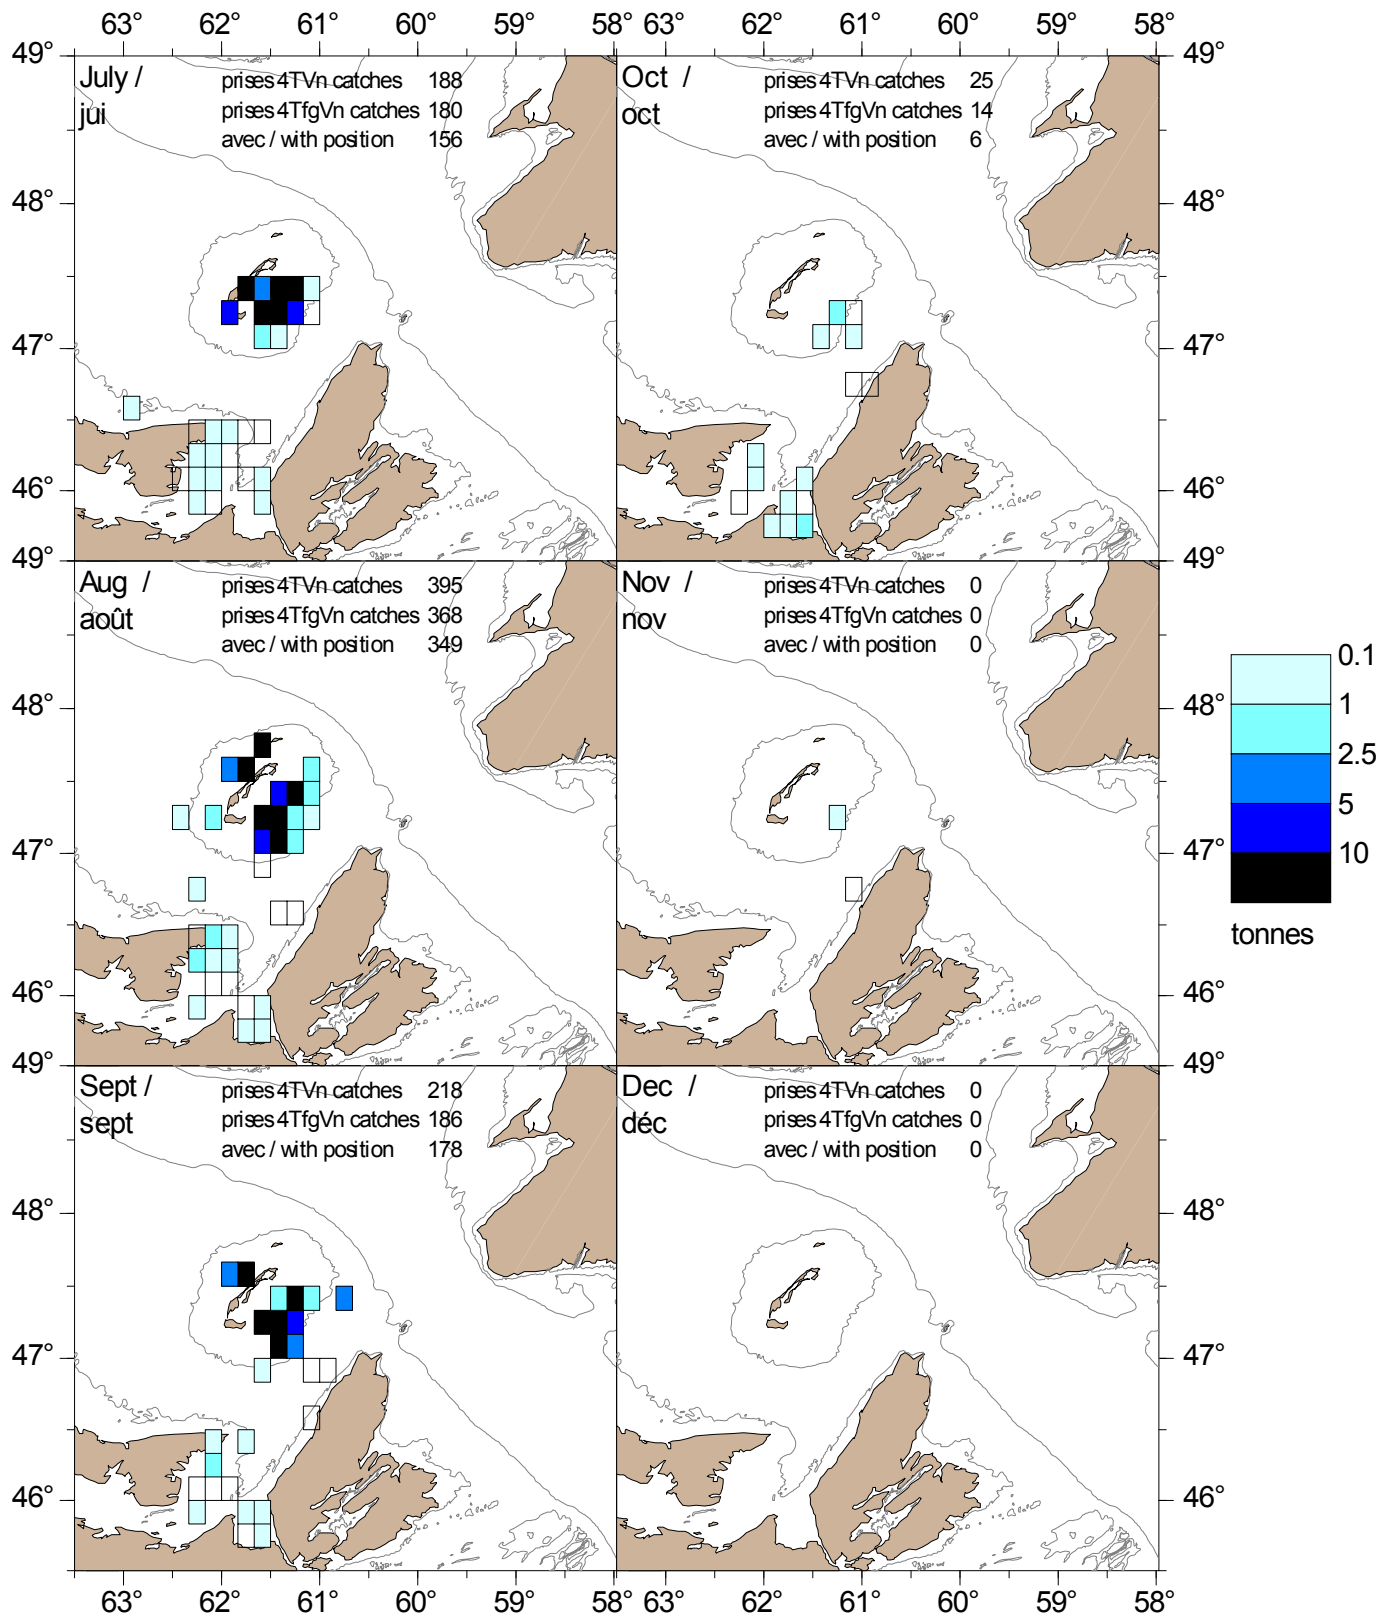 63° 62° 61° 60° 59° 58° 63° 62° 61° 60° 59° 58°
49° 49°
July / jui
prises 4TVn catches 188
prises 4TfgVn catches 180
avec / with position 156
Oct / oct
prises 4TVn catches 25
prises 4TfgVn catches 14
avec / with position 6
48° 48°
47° 47°
46° 46°
49° 49°
Aug / août
prises 4TVn catches 395
prises 4TfgVn catches 368
avec / with position 349
Nov / nov
prises 4TVn catches 0
prises 4TfgVn catches 0
avec / with position 0
48° 48°
47° 47°
46° 46°
49° 49°
0.1
1
2.5
5
10
tonnes
Sept / sept
prises 4TVn catches 218
prises 4TfgVn catches 186
avec / with position 178
Dec / déc
prises 4TVn catches 0
prises 4TfgVn catches 0
avec / with position 0
48° 48°
47° 47°
46° 46°
63° 62° 61° 60° 59° 58° 63° 62° 61° 60° 59° 58°